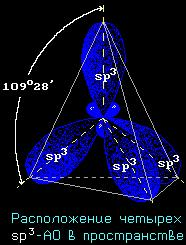 sp³
109°28′
sp³
sp³
sp³
Расположение четырех
sp³-АО в пространстве